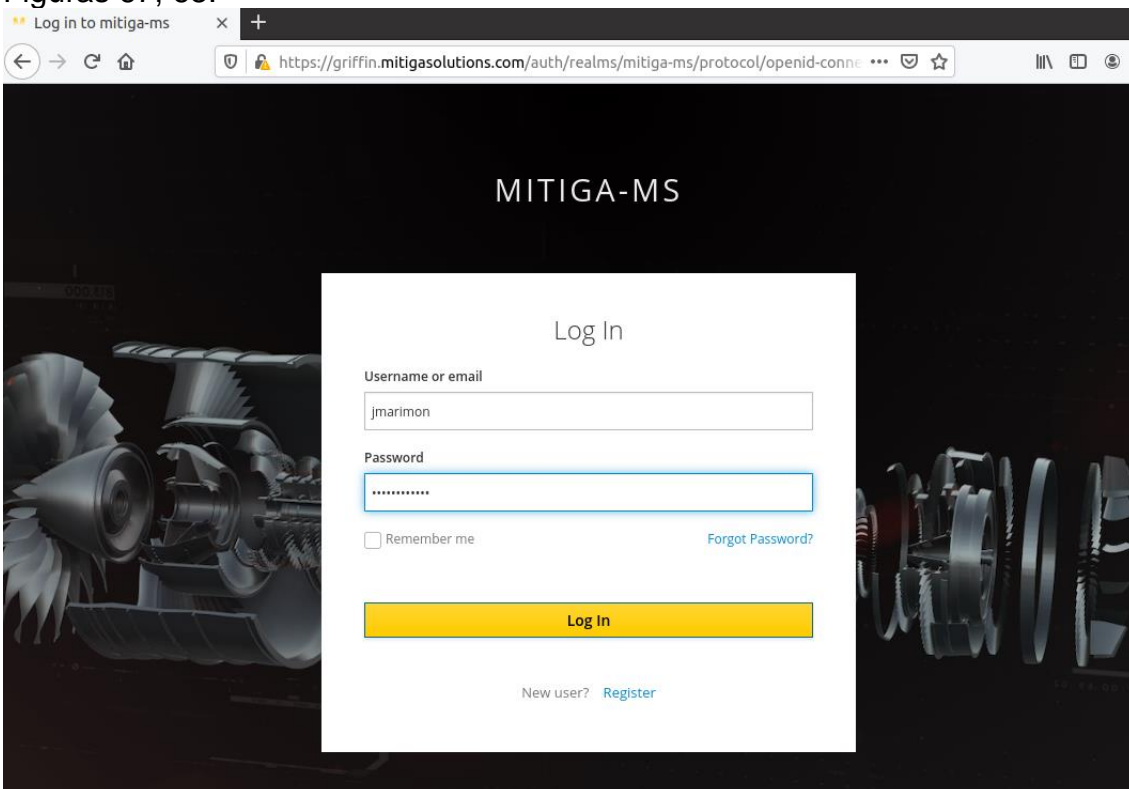 Log in to mitiga-ms
https://griffin.mitigasolutions.com/auth/realms/mitiga-ms/protocol/openid-conne
MITIGA-MS
Log In
Username or email
jmarimon
Password
••••••••••••
Remember me Forgot Password?
Log In
New user? Register